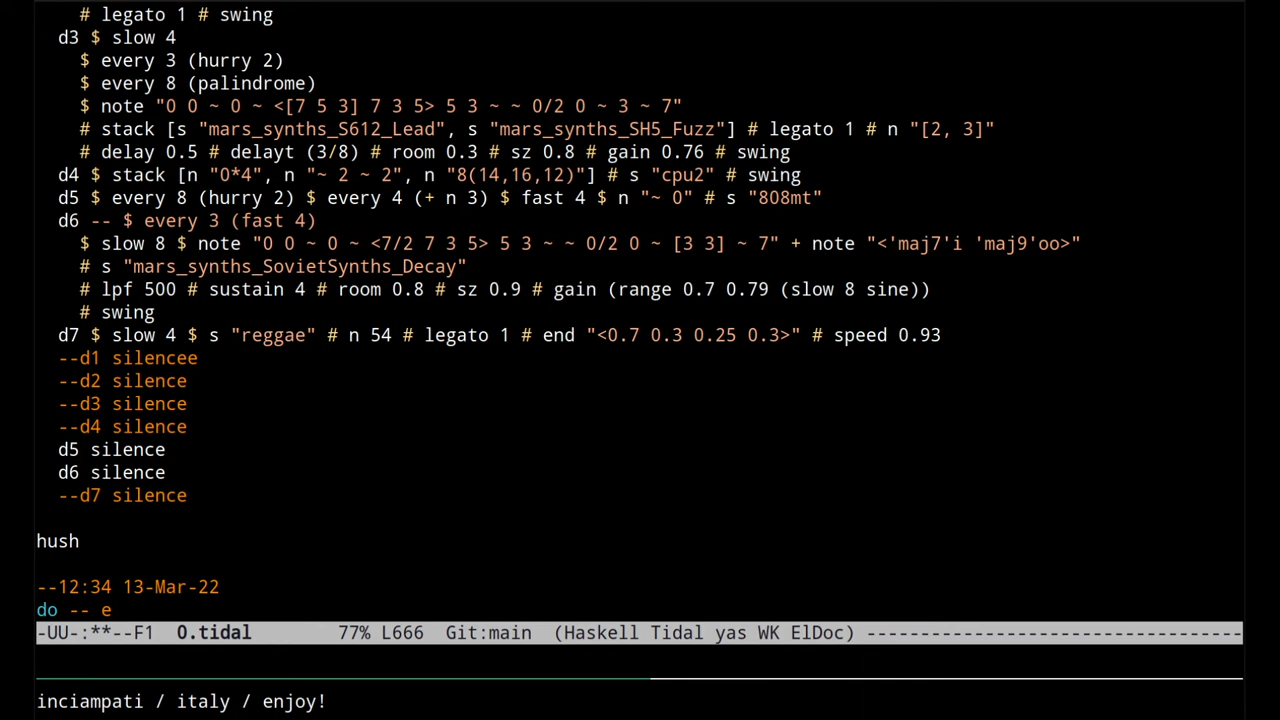 # legato 1 # swing
d3 $ slow 4
$ every 3 (hurry 2)
$ every 8 (palindrome)
$ note "0 0 ~ 0 ~ <[7 5 3] 7 3 5> 5 3 ~ ~ 0/2 0 ~ 3 ~ 7"
# stack [s "mars_synths_S612_Lead", s "mars_synths_SH5_Fuzz"] # legato 1 # n "[2, 3]"
# delay 0.5 # delayt (3/8) # room 0.3 # sz 0.8 # gain 0.76 # swing
d4 $ stack [n "0*4", n "~ 2 ~ 2", n "8(14,16,12)"] # s "cpu2" # swing
d5 $ every 8 (hurry 2) $ every 4 (+ n 3) $ fast 4 $ n "~ 0" # s "808mt"
d6 -- $ every 3 (fast 4)
$ slow 8 $ note "0 0 ~ 0 ~ <7/2 7 3 5> 5 3 ~ ~ 0/2 0 ~ [3 3] ~ 7" + note "<'maj7'i 'maj9'oo>"
# s "mars_synths_SovietSynths_Decay"
# lpf 500 # sustain 4 # room 0.8 # sz 0.9 # gain (range 0.7 0.79 (slow 8 sine))
# swing
d7 $ slow 4 $ s "reggae" # n 54 # legato 1 # end "<0.7 0.3 0.25 0.3>" # speed 0.93
--d1 silencee
--d2 silence
--d3 silence
--d4 silence
d5 silence
d6 silence
--d7 silence
hush
--12:34 13-Mar-22
do -- e
-UU-:**--F1 0.tidal 77% L666 Git:main (Haskell Tidal yas WK ElDoc) -----------------------------------
inciampati / italy / enjoy!